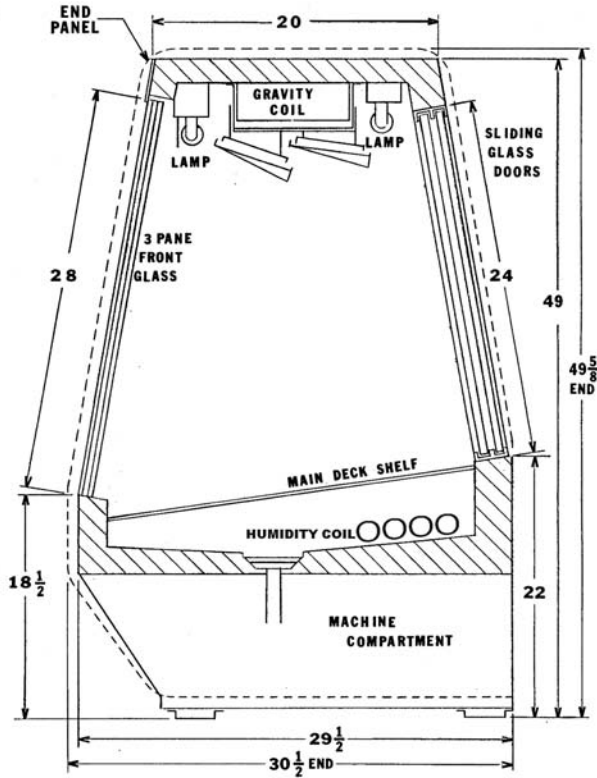 END
PANEL
20
GRAVITY
COIL
LAMP
LAMP
SLIDING
GLASS
DOORS
3 PANE
FRONT
GLASS
28
24
49
49 5/8
END
MAIN DECK SHELF
HUMIDITY COIL
18 1/2
22
MACHINE
COMPARTMENT
29 1/2
30 1/2 END